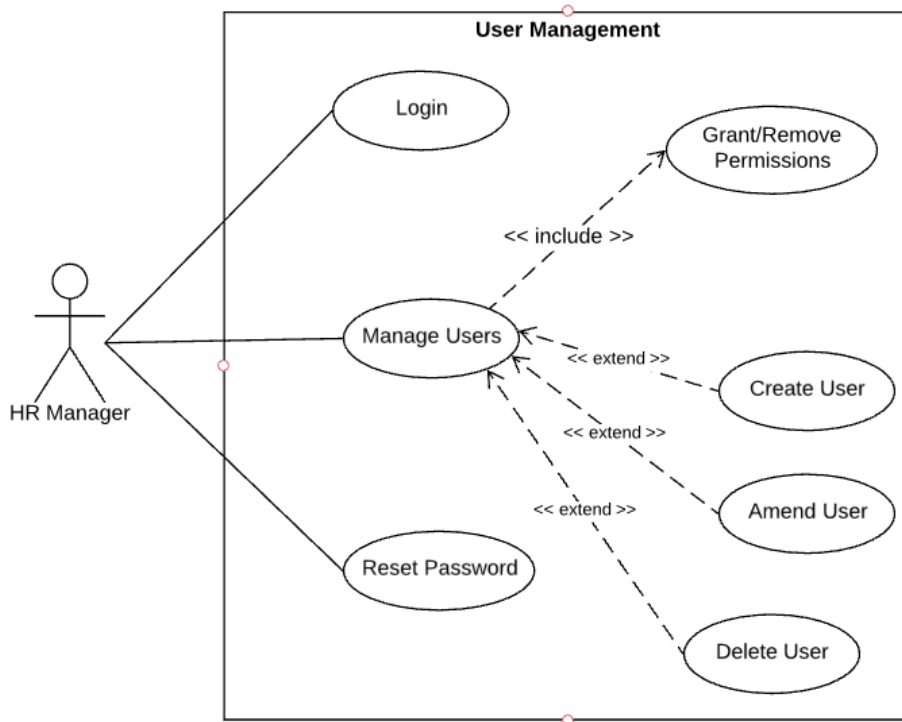 User Management
Login
Grant/Remove
Permissions
<< include >>
Manage Users
<< extend >>
Create User
HR Manager
<< extend >>
Amend User
<< extend >>
Reset Password
Delete User